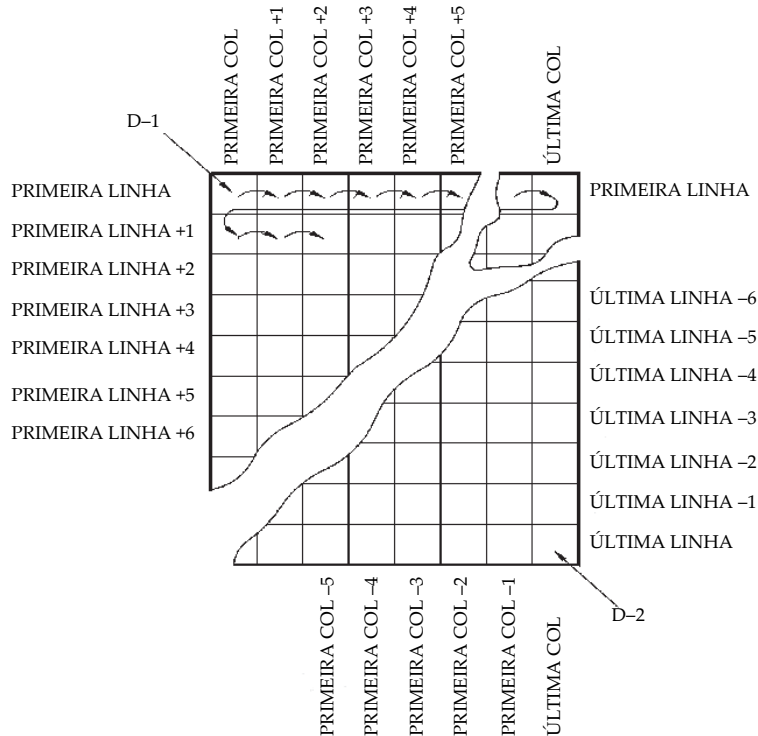 PRIMEIRA COL
PRIMEIRA COL +1
PRIMEIRA COL +2
PRIMEIRA COL +3
PRIMEIRA COL +4
PRIMEIRA COL +5
ÚLTIMA COL
D–1
PRIMEIRA LINHA
PRIMEIRA LINHA +1
PRIMEIRA LINHA +2
PRIMEIRA LINHA +3
PRIMEIRA LINHA +4
PRIMEIRA LINHA +5
PRIMEIRA LINHA +6
PRIMEIRA LINHA
ÚLTIMA LINHA –6
ÚLTIMA LINHA –5
ÚLTIMA LINHA –4
ÚLTIMA LINHA –3
ÚLTIMA LINHA –2
ÚLTIMA LINHA –1
ÚLTIMA LINHA
D–2
PRIMEIRA COL –5
PRIMEIRA COL –4
PRIMEIRA COL –3
PRIMEIRA COL –2
PRIMEIRA COL –1
ÚLTIMA COL